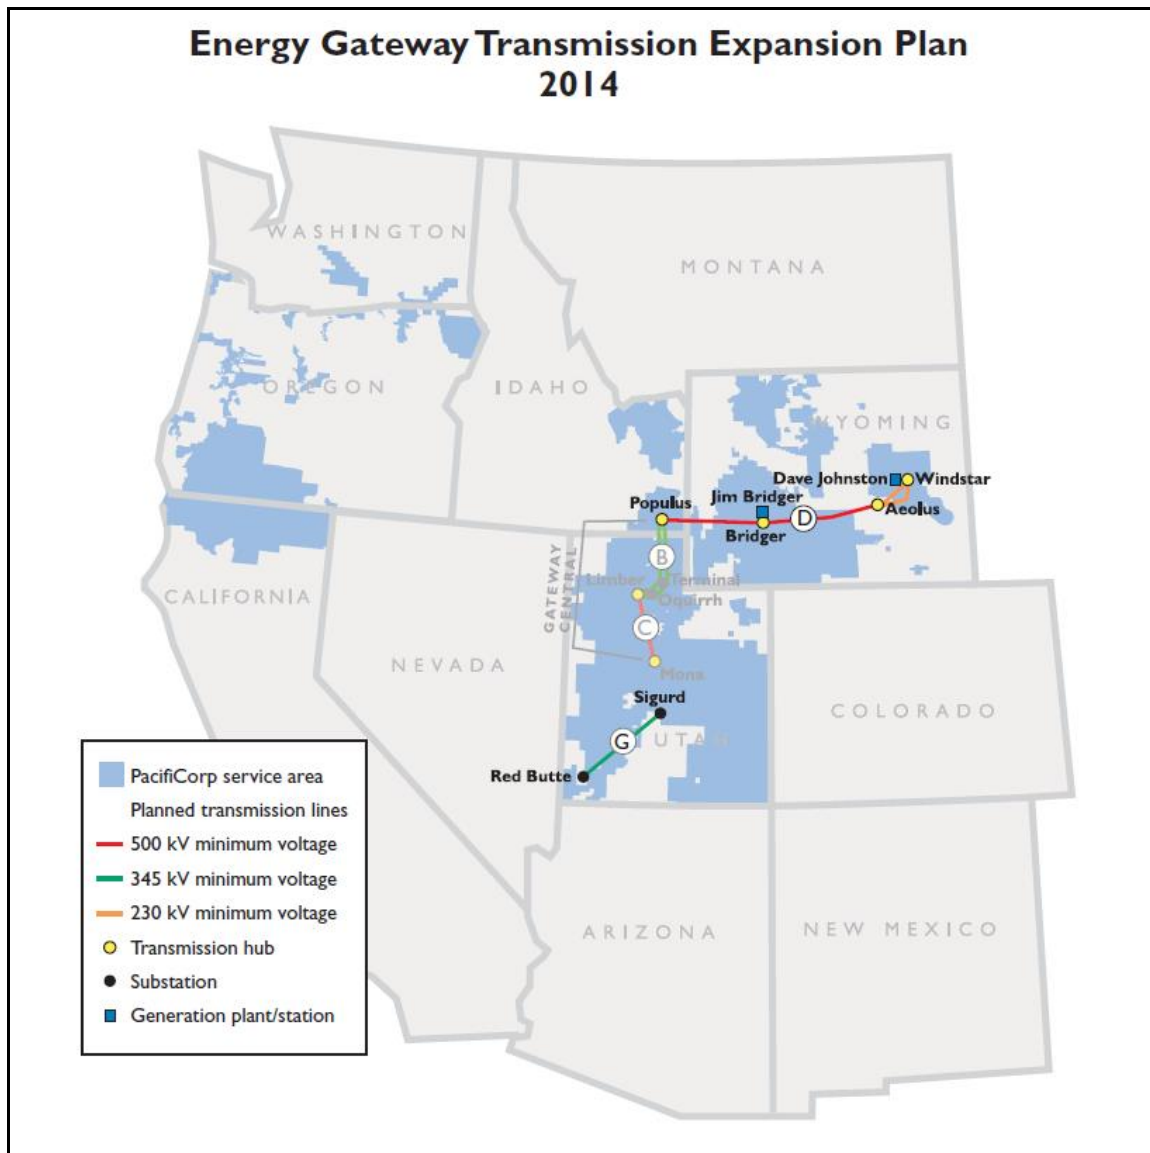 Energy Gateway Transmission Expansion Plan
2014
WASHINGTON
MONTANA
OREGON
IDAHO
WYOMING
Dave Johnston
Windstar
Jim Bridger
Populus
Aeolus
D
Bridger
GATEWAY
CENTRAL
B
Limber
Terminal
Oquirrh
CALIFORNIA
C
NEVADA
Mona
Sigurd
COLORADO
G
UTAH
Red Butte
PacifiCorp service area
Planned transmission lines
500 kV minimum voltage
345 kV minimum voltage
230 kV minimum voltage
Transmission hub
Substation
Generation plant/station
ARIZONA
NEW MEXICO